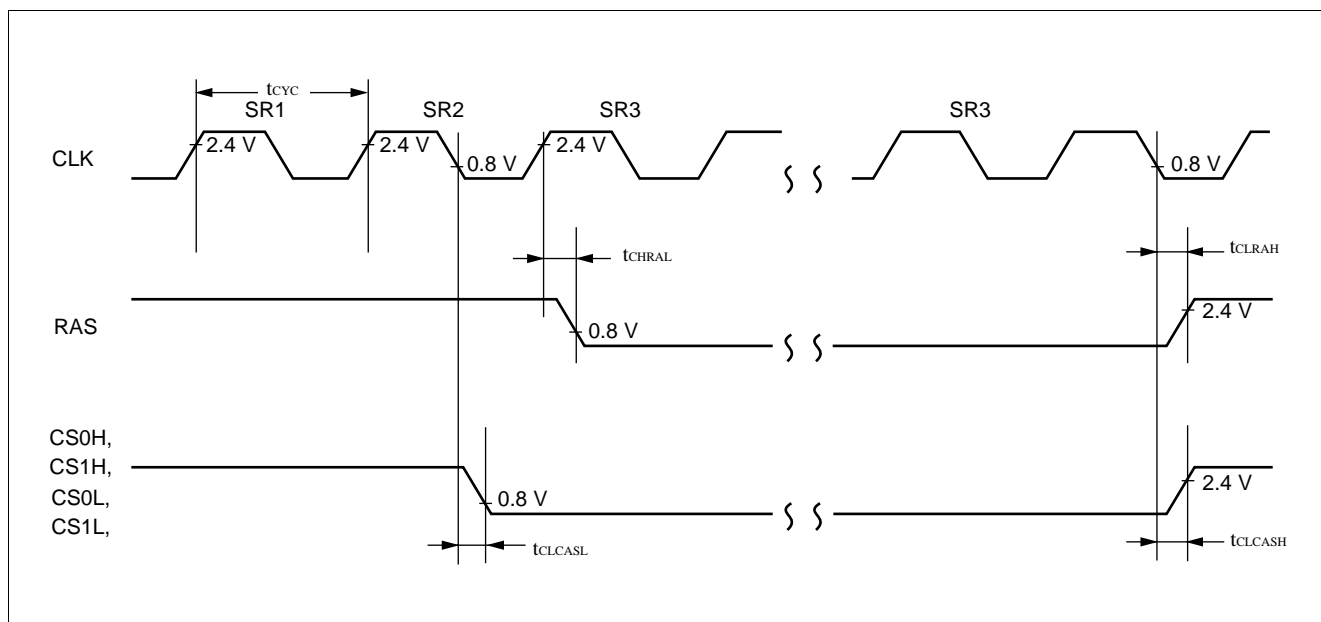 tCYC
SR1 SR2 SR3 SR3
CLK 2.4 V 2.4 V 0.8 V 2.4 V 0.8 V
tCHRAL tCLRAH
RAS 0.8 V 2.4 V
CS0H,
CS1H,
CS0L,
CS1L,
0.8 V 2.4 V
tCLCASL tCLCASH